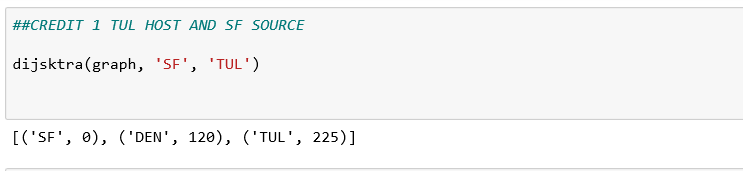 ##CREDIT 1 TUL HOST AND SF SOURCE
dijsktra(graph, 'SF', 'TUL')
[('SF', 0), ('DEN', 120), ('TUL', 225)]